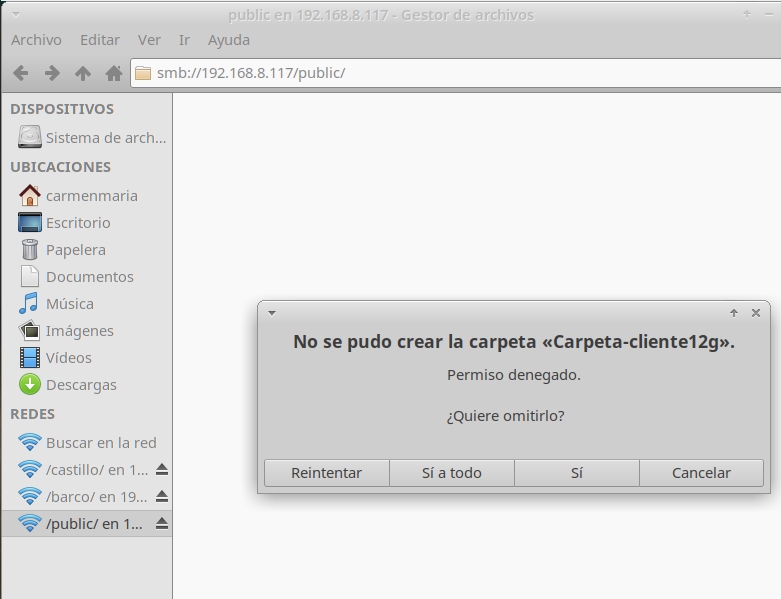 public en 192.168.8.117 - Gestor de archivos
Archivo Editar Ver Ir Ayuda
smb://192.168.8.117/public/
DISPOSITIVOS
Sistema de arch...
UBICACIONES
carmenmaria
Escritorio
Papelera
Documentos
Música
Imágenes
Vídeos
Descargas
REDES
Buscar en la red
/castillo/ en 1...
/barco/ en 19...
/public/ en 1...
No se pudo crear la carpeta «Carpeta-cliente12g».
Permiso denegado.
¿Quiere omitirlo?
Reintentar Sí a todo Sí Cancelar